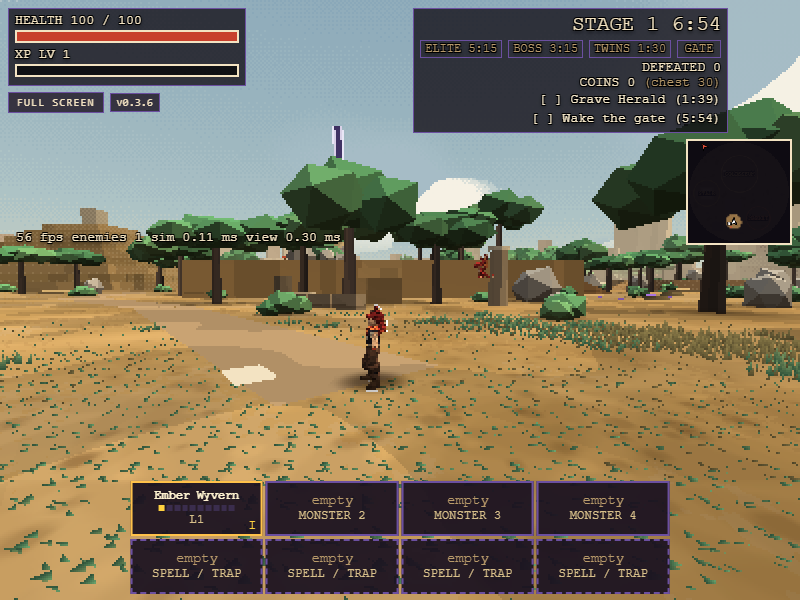 HEALTH 100 / 100
XP LV 1
FULL SCREEN
v0.3.6
STAGE 1 6:54
ELITE 5:15
BOSS 3:15
TWINS 1:30
GATE
DEFEATED 0
COINS 0 (chest 30)
[ ] Grave Herald (1:39)
[ ] Wake the gate (5:54)
56 fps enemies 1 sim 0.11 ms view 0.30 ms
Ember Wyvern
L1
I
empty
MONSTER 2
empty
MONSTER 3
empty
MONSTER 4
empty
SPELL / TRAP
empty
SPELL / TRAP
empty
SPELL / TRAP
empty
SPELL / TRAP